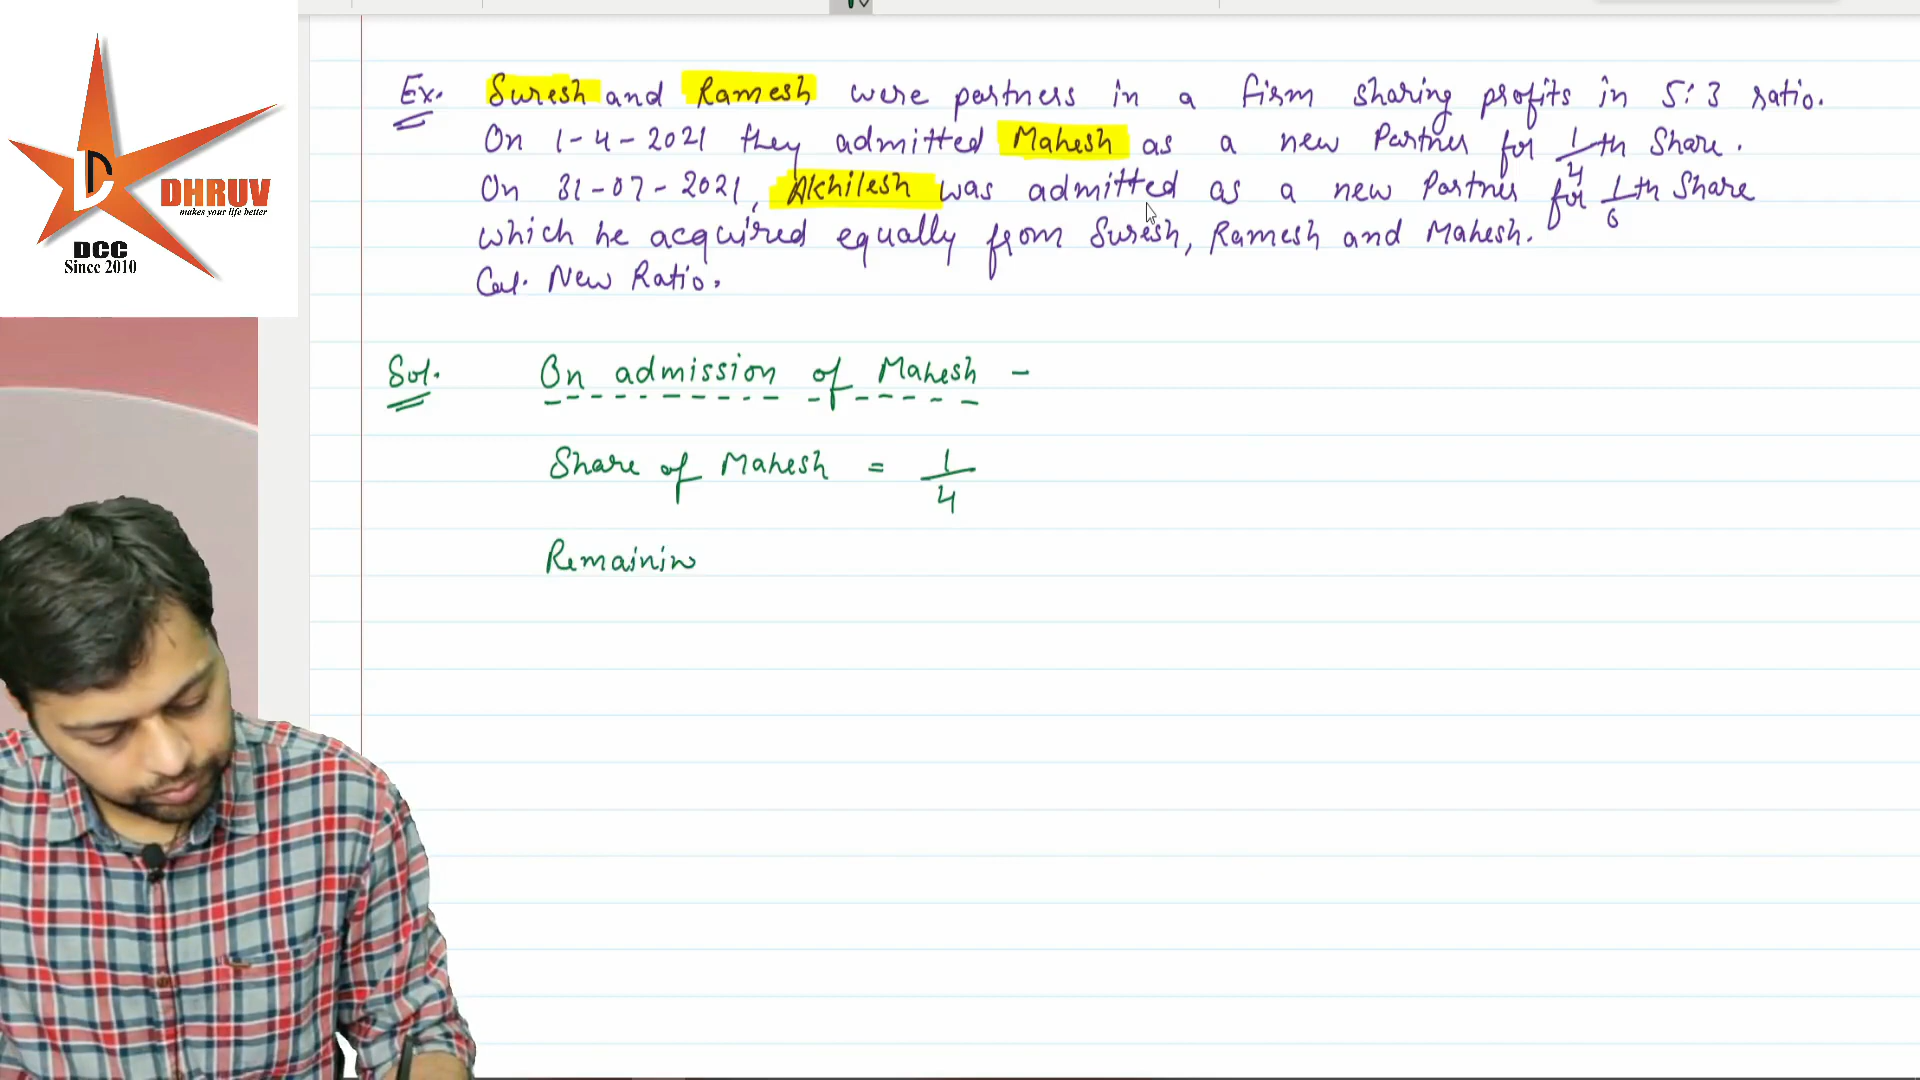 Ex. Suresh and Ramesh were partners in a firm sharing profits in 5:3 ratio.
On 1-4-2021 they admitted Mahesh as a new Partner for 1/4th Share.
On 31-07-2021, Akhilesh was admitted as a new Partner for 1/6th Share
which he acquired equally from Suresh, Ramesh and Mahesh.
Cal. New Ratio.
Sol. On admission of Mahesh -
Share of Mahesh = 1/4
Remainin
DC
DHRUV
makes your life better
DCC
Since 2010